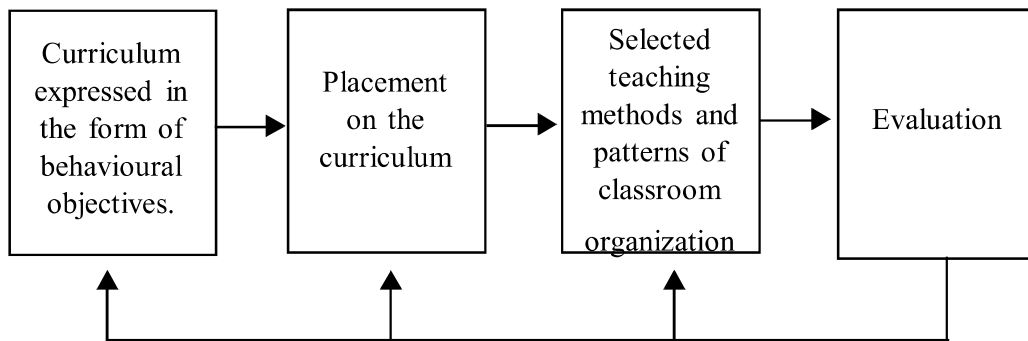 Curriculum
expressed in
the form of
behavioural
objectives.
Placement
on the
curriculum
Selected
teaching
methods and
patterns of
classroom
organization
Evaluation